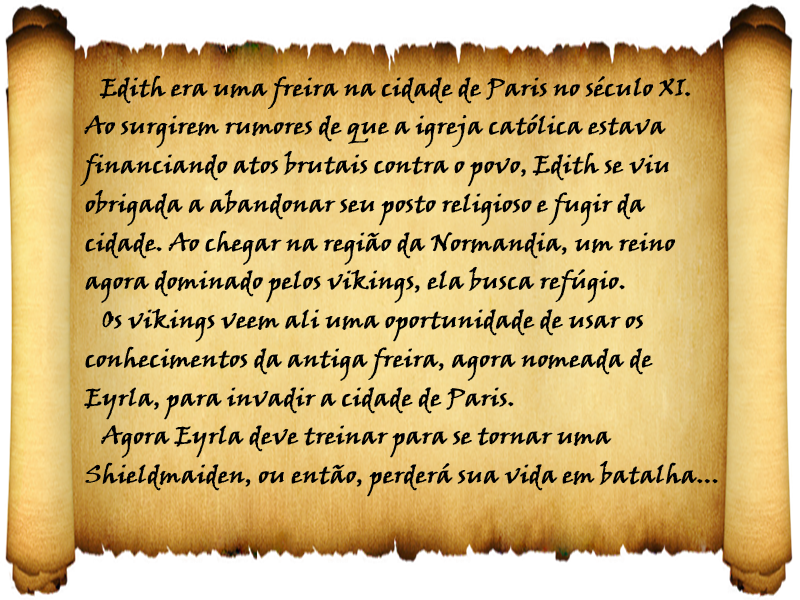 Edith era uma freira na cidade de Paris no século XI.
Ao surgirem rumores de que a igreja católica estava
financiando atos brutais contra o povo, Edith se viu
obrigada a abandonar seu posto religioso e fugir da
cidade. Ao chegar na região da Normandia, um reino
agora dominado pelos vikings, ela busca refúgio.
Os vikings veem ali uma oportunidade de usar os
conhecimentos da antiga freira, agora nomeada de
Eyrla, para invadir a cidade de Paris.
Agora Eyrla deve treinar para se tornar uma
Shieldmaiden, ou então, perderá sua vida em batalha...